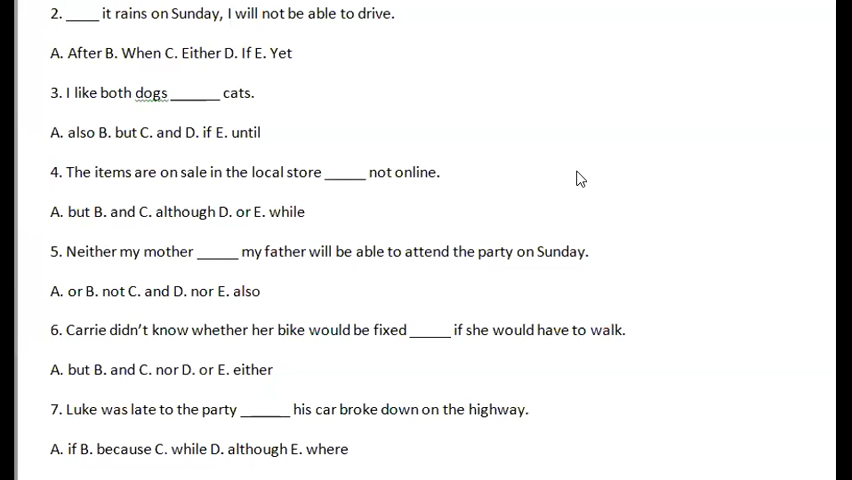 2. ____ it rains on Sunday, I will not be able to drive.
A. After B. When C. Either D. If E. Yet
3. I like both dogs ______ cats.
A. also B. but C. and D. if E. until
4. The items are on sale in the local store _____ not online.
A. but B. and C. although D. or E. while
5. Neither my mother _____ my father will be able to attend the party on Sunday.
A. or B. not C. and D. nor E. also
6. Carrie didn’t know whether her bike would be fixed _____ if she would have to walk.
A. but B. and C. nor D. or E. either
7. Luke was late to the party ______ his car broke down on the highway.
A. if B. because C. while D. although E. where